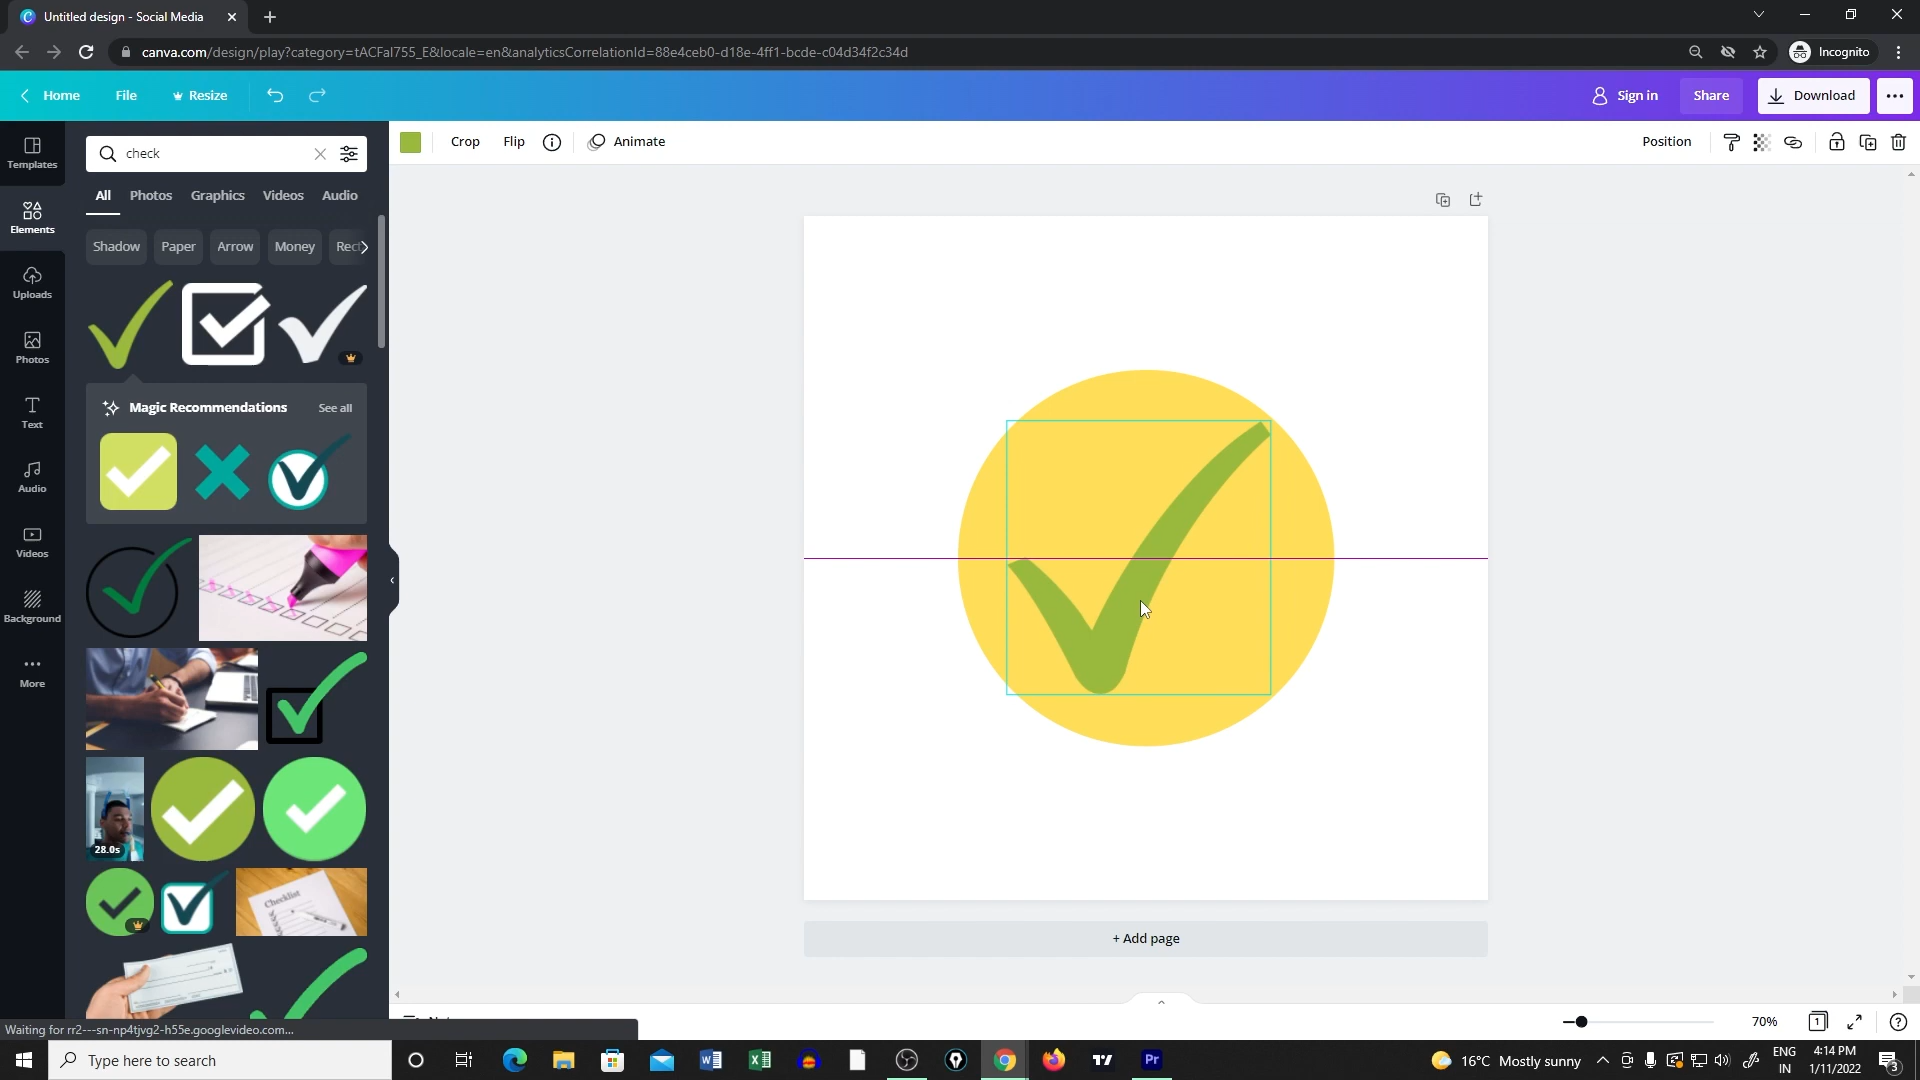 Untitled design - Social Media
canva.com/design/play?category=tACFal755_E&locale=en&analyticsCorrelationId=88e4ceb0-d18e-4ff1-bcde-c04d34f2c34d
Incognito
Home
File
Resize
Sign in
Share
Download
Templates
Elements
Uploads
Photos
Text
Audio
Videos
Background
More
check
All
Photos
Graphics
Videos
Audio
Shadow
Paper
Arrow
Money
Magic Recommendations
See all
28.0s
Checklist
Crop
Flip
Animate
Position
+ Add page
70%
1
Waiting for rr2---sn-np4tjvg2-h55e.googlevideo.com...
Type here to search
Pr
16°C Mostly sunny
ENG
IN
4:14 PM
1/11/2022
3